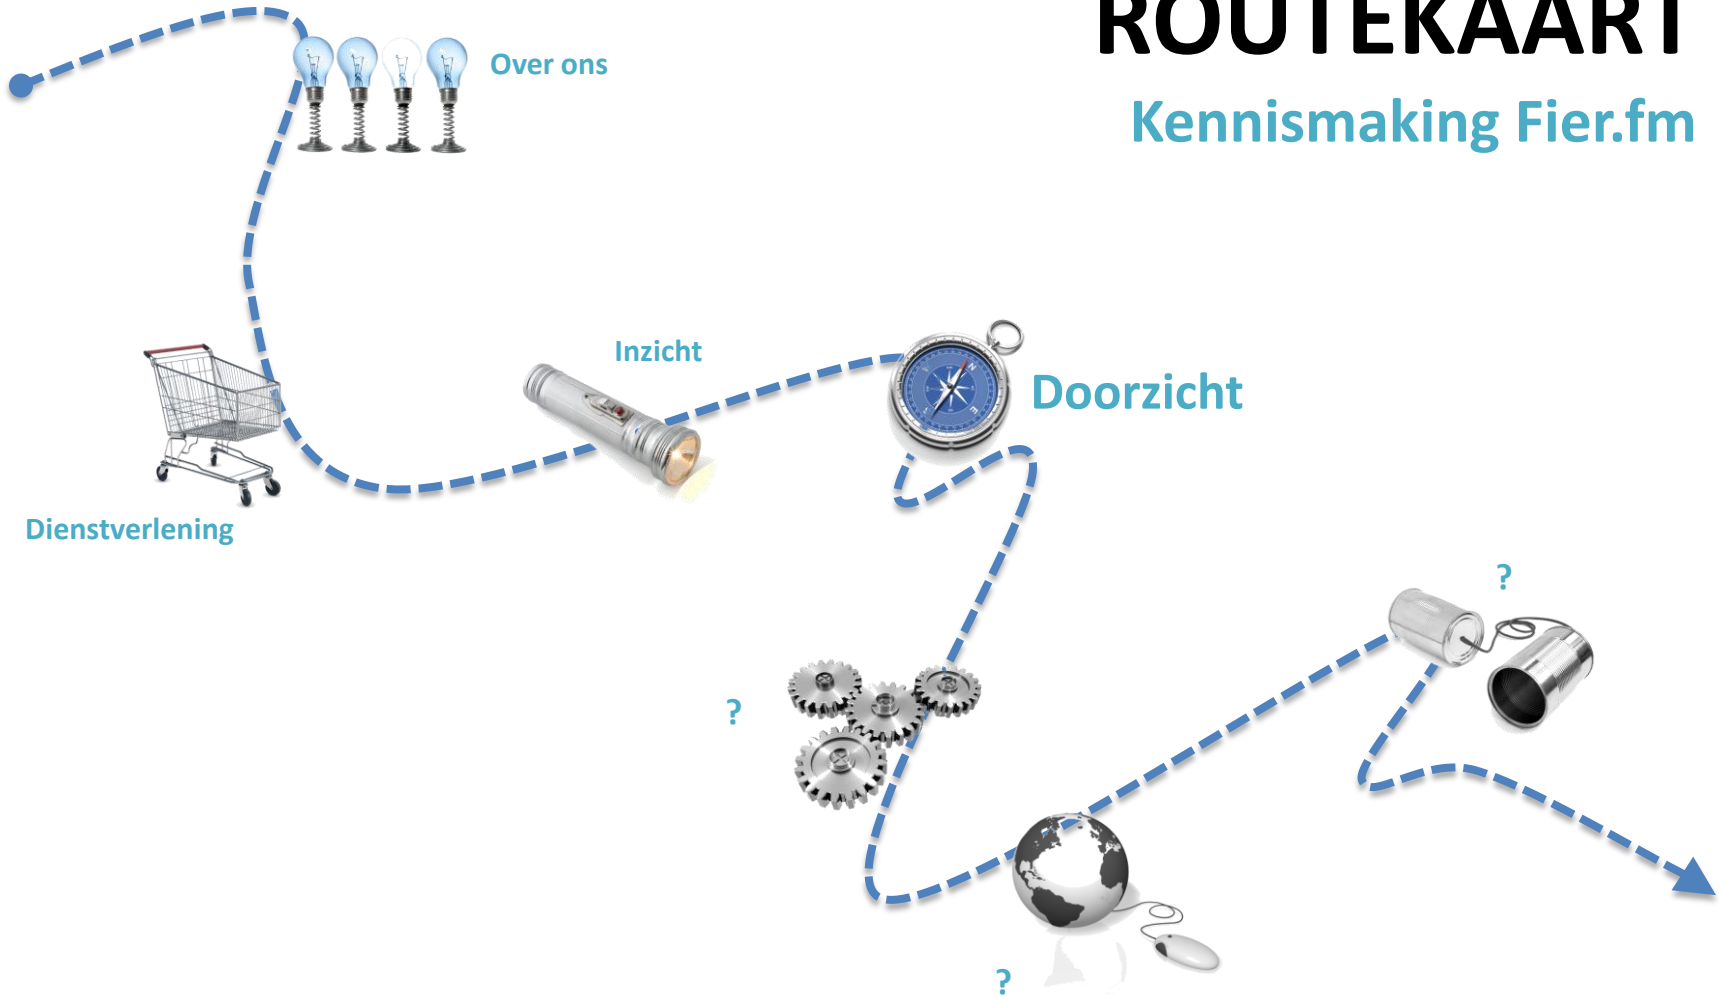 ROUTEKAART
Kennismaking Fier.fm
Over ons
Inzicht
Doorzicht
Dienstverlening
?
?
?